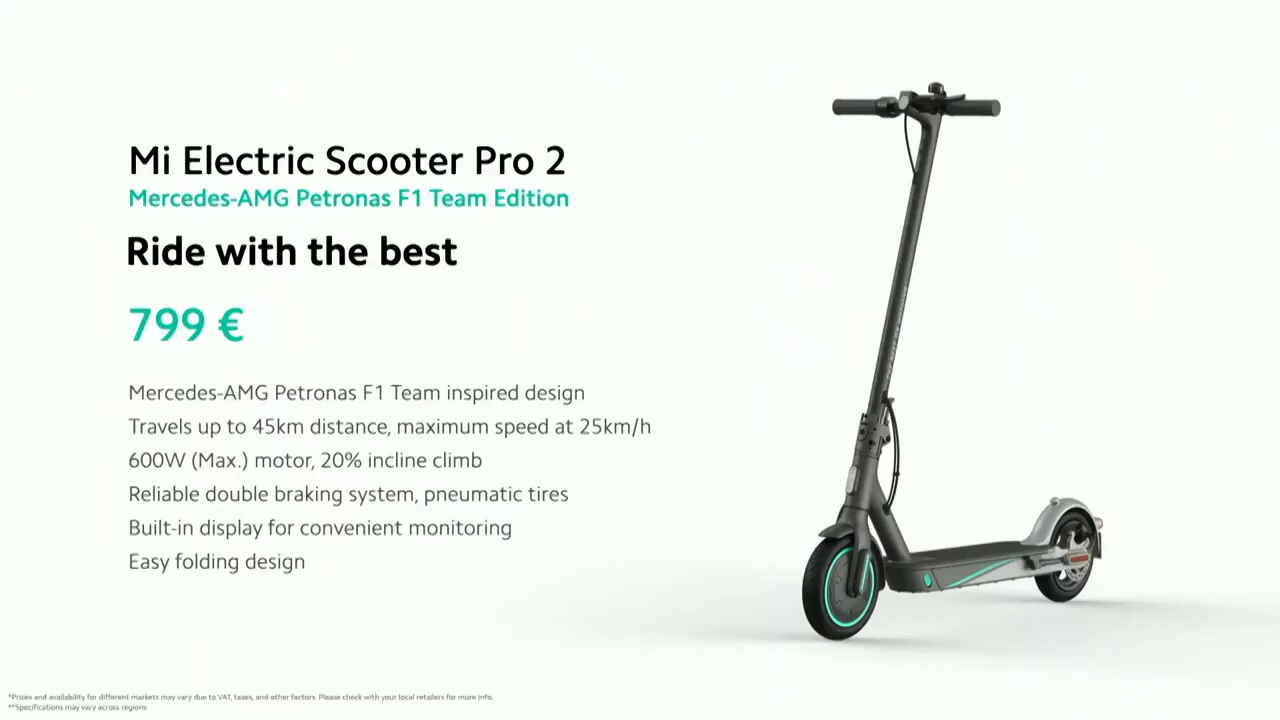 Mi Electric Scooter Pro 2
Mercedes-AMG Petronas F1 Team Edition
Ride with the best
799 €
Mercedes-AMG Petronas F1 Team inspired design
Travels up to 45km distance, maximum speed at 25km/h
600W (Max.) motor, 20% incline climb
Reliable double braking system, pneumatic tires
Built-in display for convenient monitoring
Easy folding design
*Prizes and availability for different markets may vary due to VAT, taxes, and other factors. Please check with your local retailers for more info.
**Specifications may vary across regions.